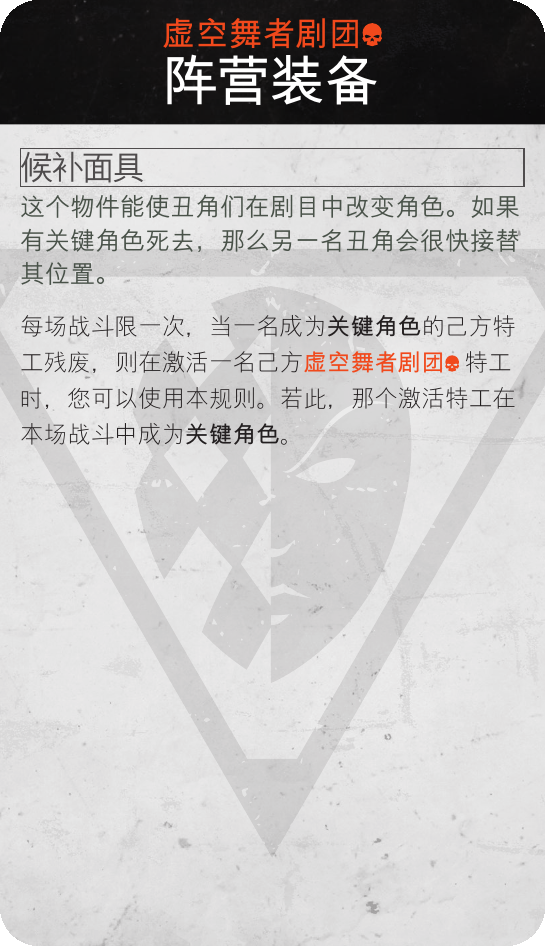 虚空舞者剧团
阵营装备
候补面具
这个物件能使丑角们在剧目中改变角色。如果
有关键角色死去，那么另一名丑角会很快接替
其位置。
每场战斗限一次，当一名成为关键角色的己方特
工残废，则在激活一名己方虚空舞者剧团特工
时，您可以使用本规则。若此，那个激活特工在
本场战斗中成为关键角色。